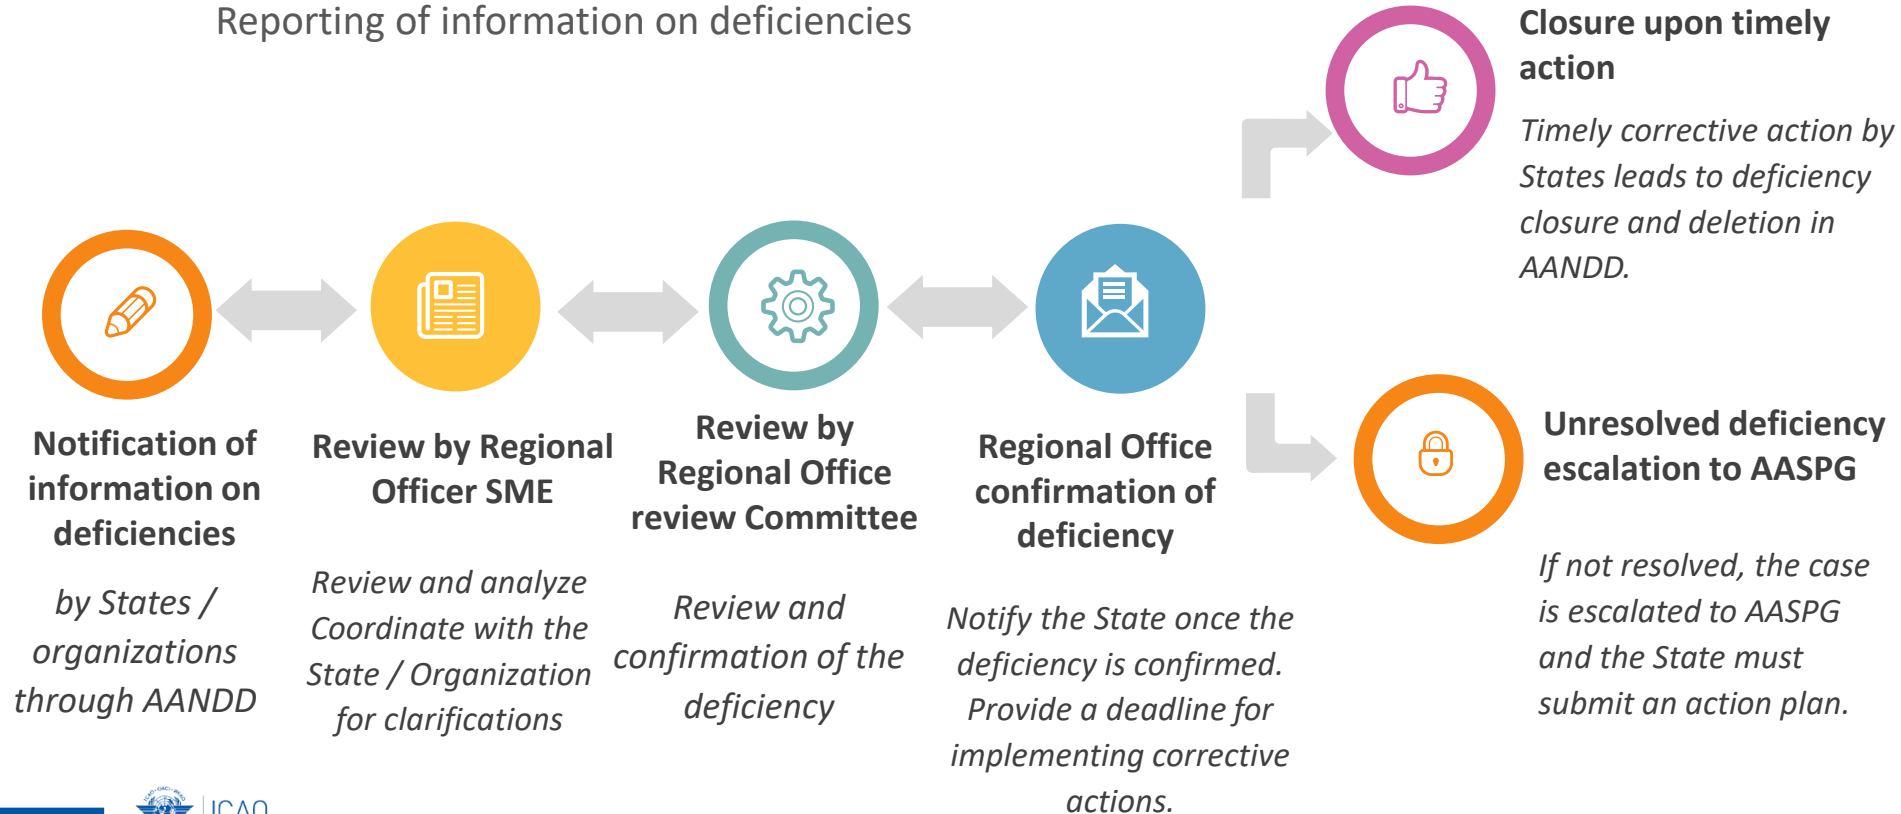 Reporting of information on deficiencies
Notification of
information on
deficiencies
by States /
organizations
through AANDD
Review by Regional
Officer SME
Review and analyze
Coordinate with the
State / Organization
for clarifications
Review by
Regional Office
review Committee
Review and
confirmation of the
deficiency
Regional Office
confirmation of
deficiency
Notify the State once the
deficiency is confirmed.
Provide a deadline for
implementing corrective
actions.
Closure upon timely
action
Timely corrective action by
States leads to deficiency
closure and deletion in
AANDD.
Unresolved deficiency
escalation to AASPG
If not resolved, the case
is escalated to AASPG
and the State must
submit an action plan.
ICAO